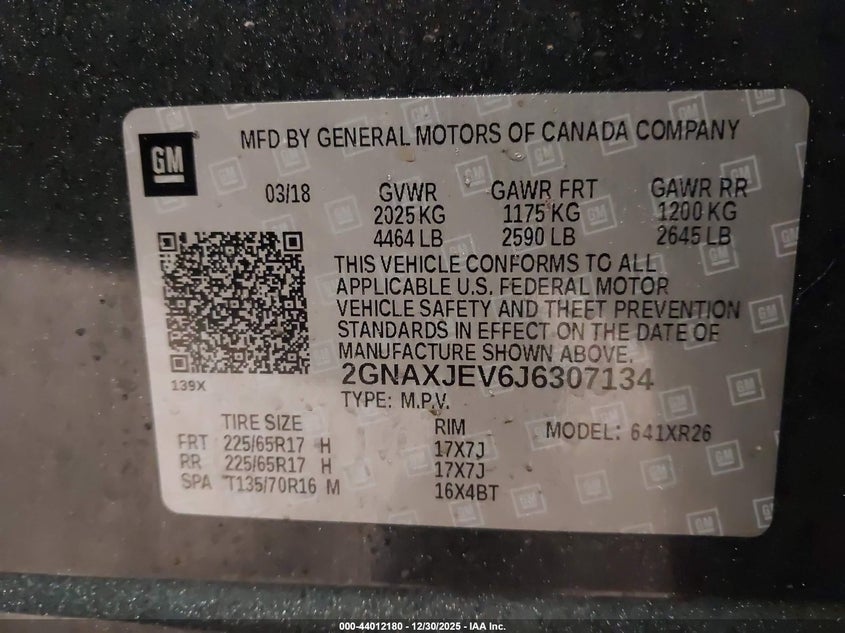 GM
MFD BY GENERAL MOTORS OF CANADA COMPANY
03/18 GVWR GAWR FRT GAWR RR
2025 KG 1175 KG 1200 KG
4464 LB 2590 LB 2645 LB
THIS VEHICLE CONFORMS TO ALL
APPLICABLE U.S. FEDERAL MOTOR
VEHICLE SAFETY AND THEFT PREVENTION
STANDARDS IN EFFECT ON THE DATE OF
MANUFACTURE SHOWN ABOVE.
139X
2GNAXJEV6J6307134
TYPE: M.P.V.
TIRE SIZE RIM MODEL: 641XR26
FRT 225/65R17 H 17X7J
RR 225/65R17 H 17X7J
SPA T135/70R16 M 16X4BT
000-44012180 - 12/30/2025 - IAA Inc.